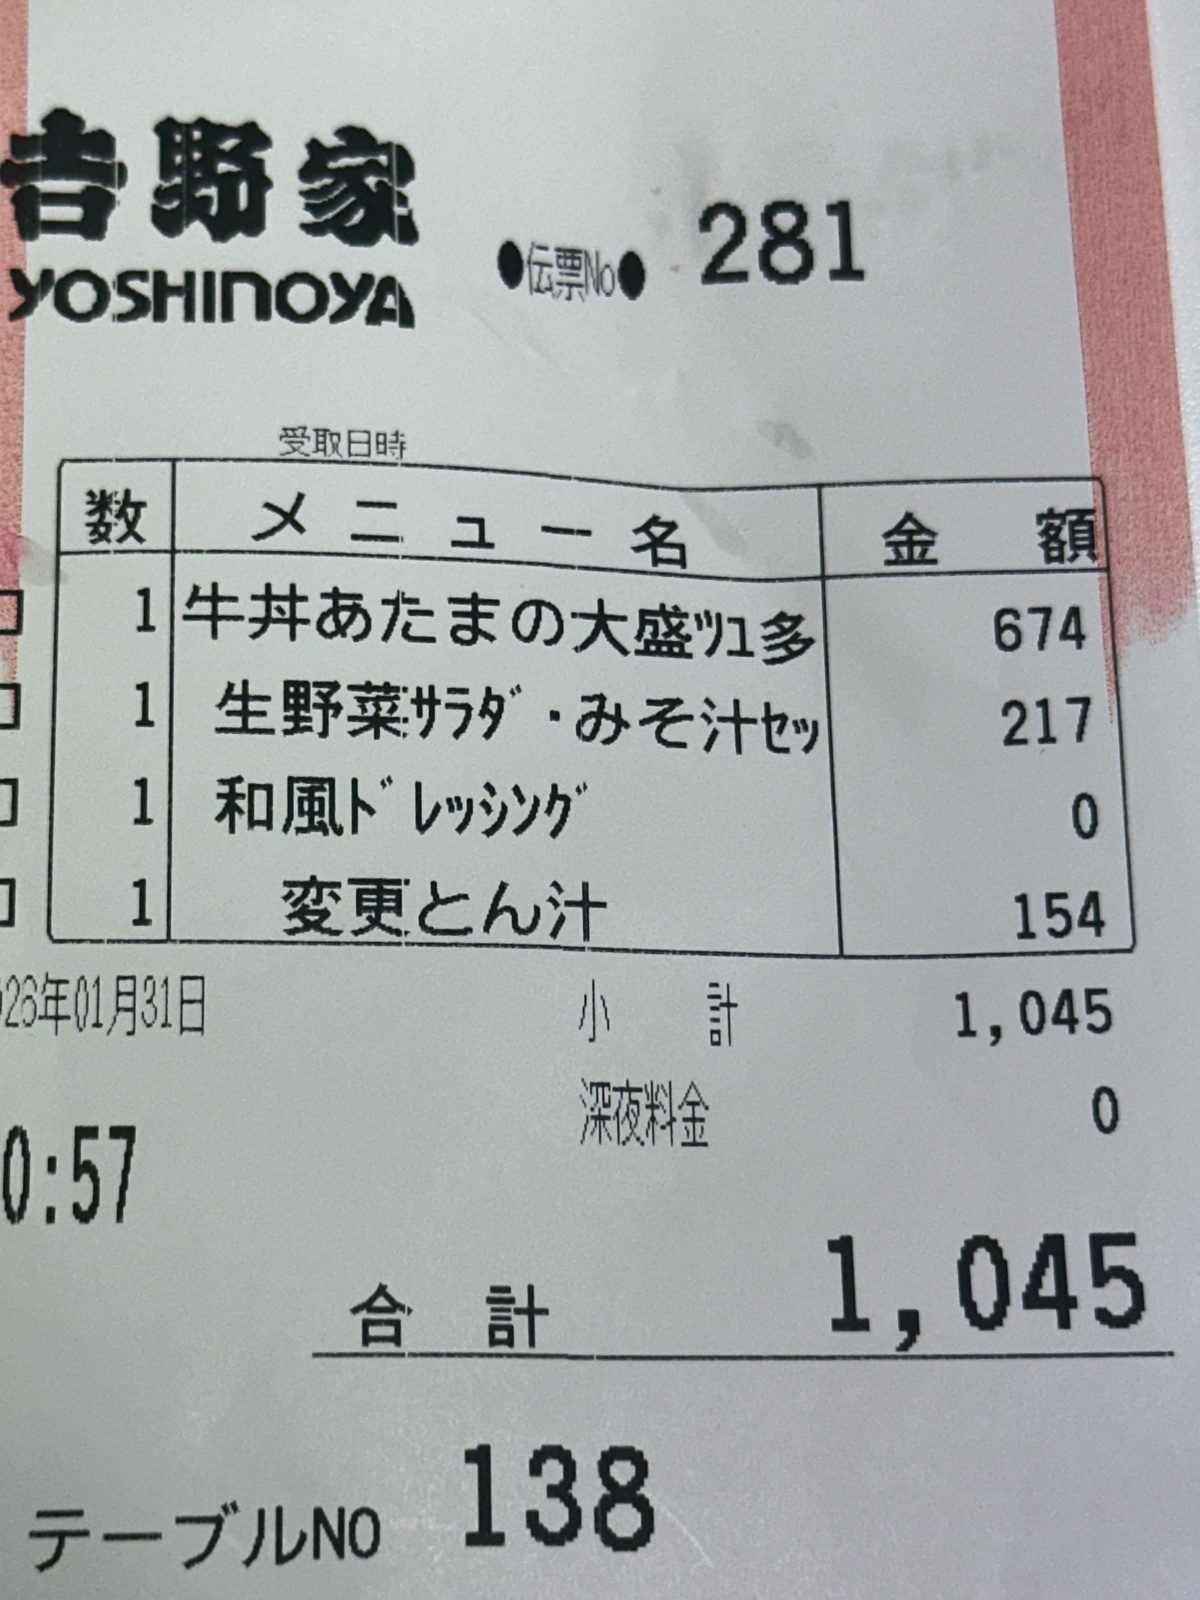 吉野家
YOSHINOYA
●伝票No● 281
受取日時
数 メニュー名 金額
1 牛丼あたまの大盛ﾂﾕ多 674
1 生野菜ｻﾗﾀﾞ・みそ汁ｾｯ 217
1 和風ﾄﾞﾚｯｼﾝｸﾞ 0
1 変更とん汁 154
026年01月31日 小計 1,045
深夜料金 0
0:57
合計 1,045
テーブルNO 138